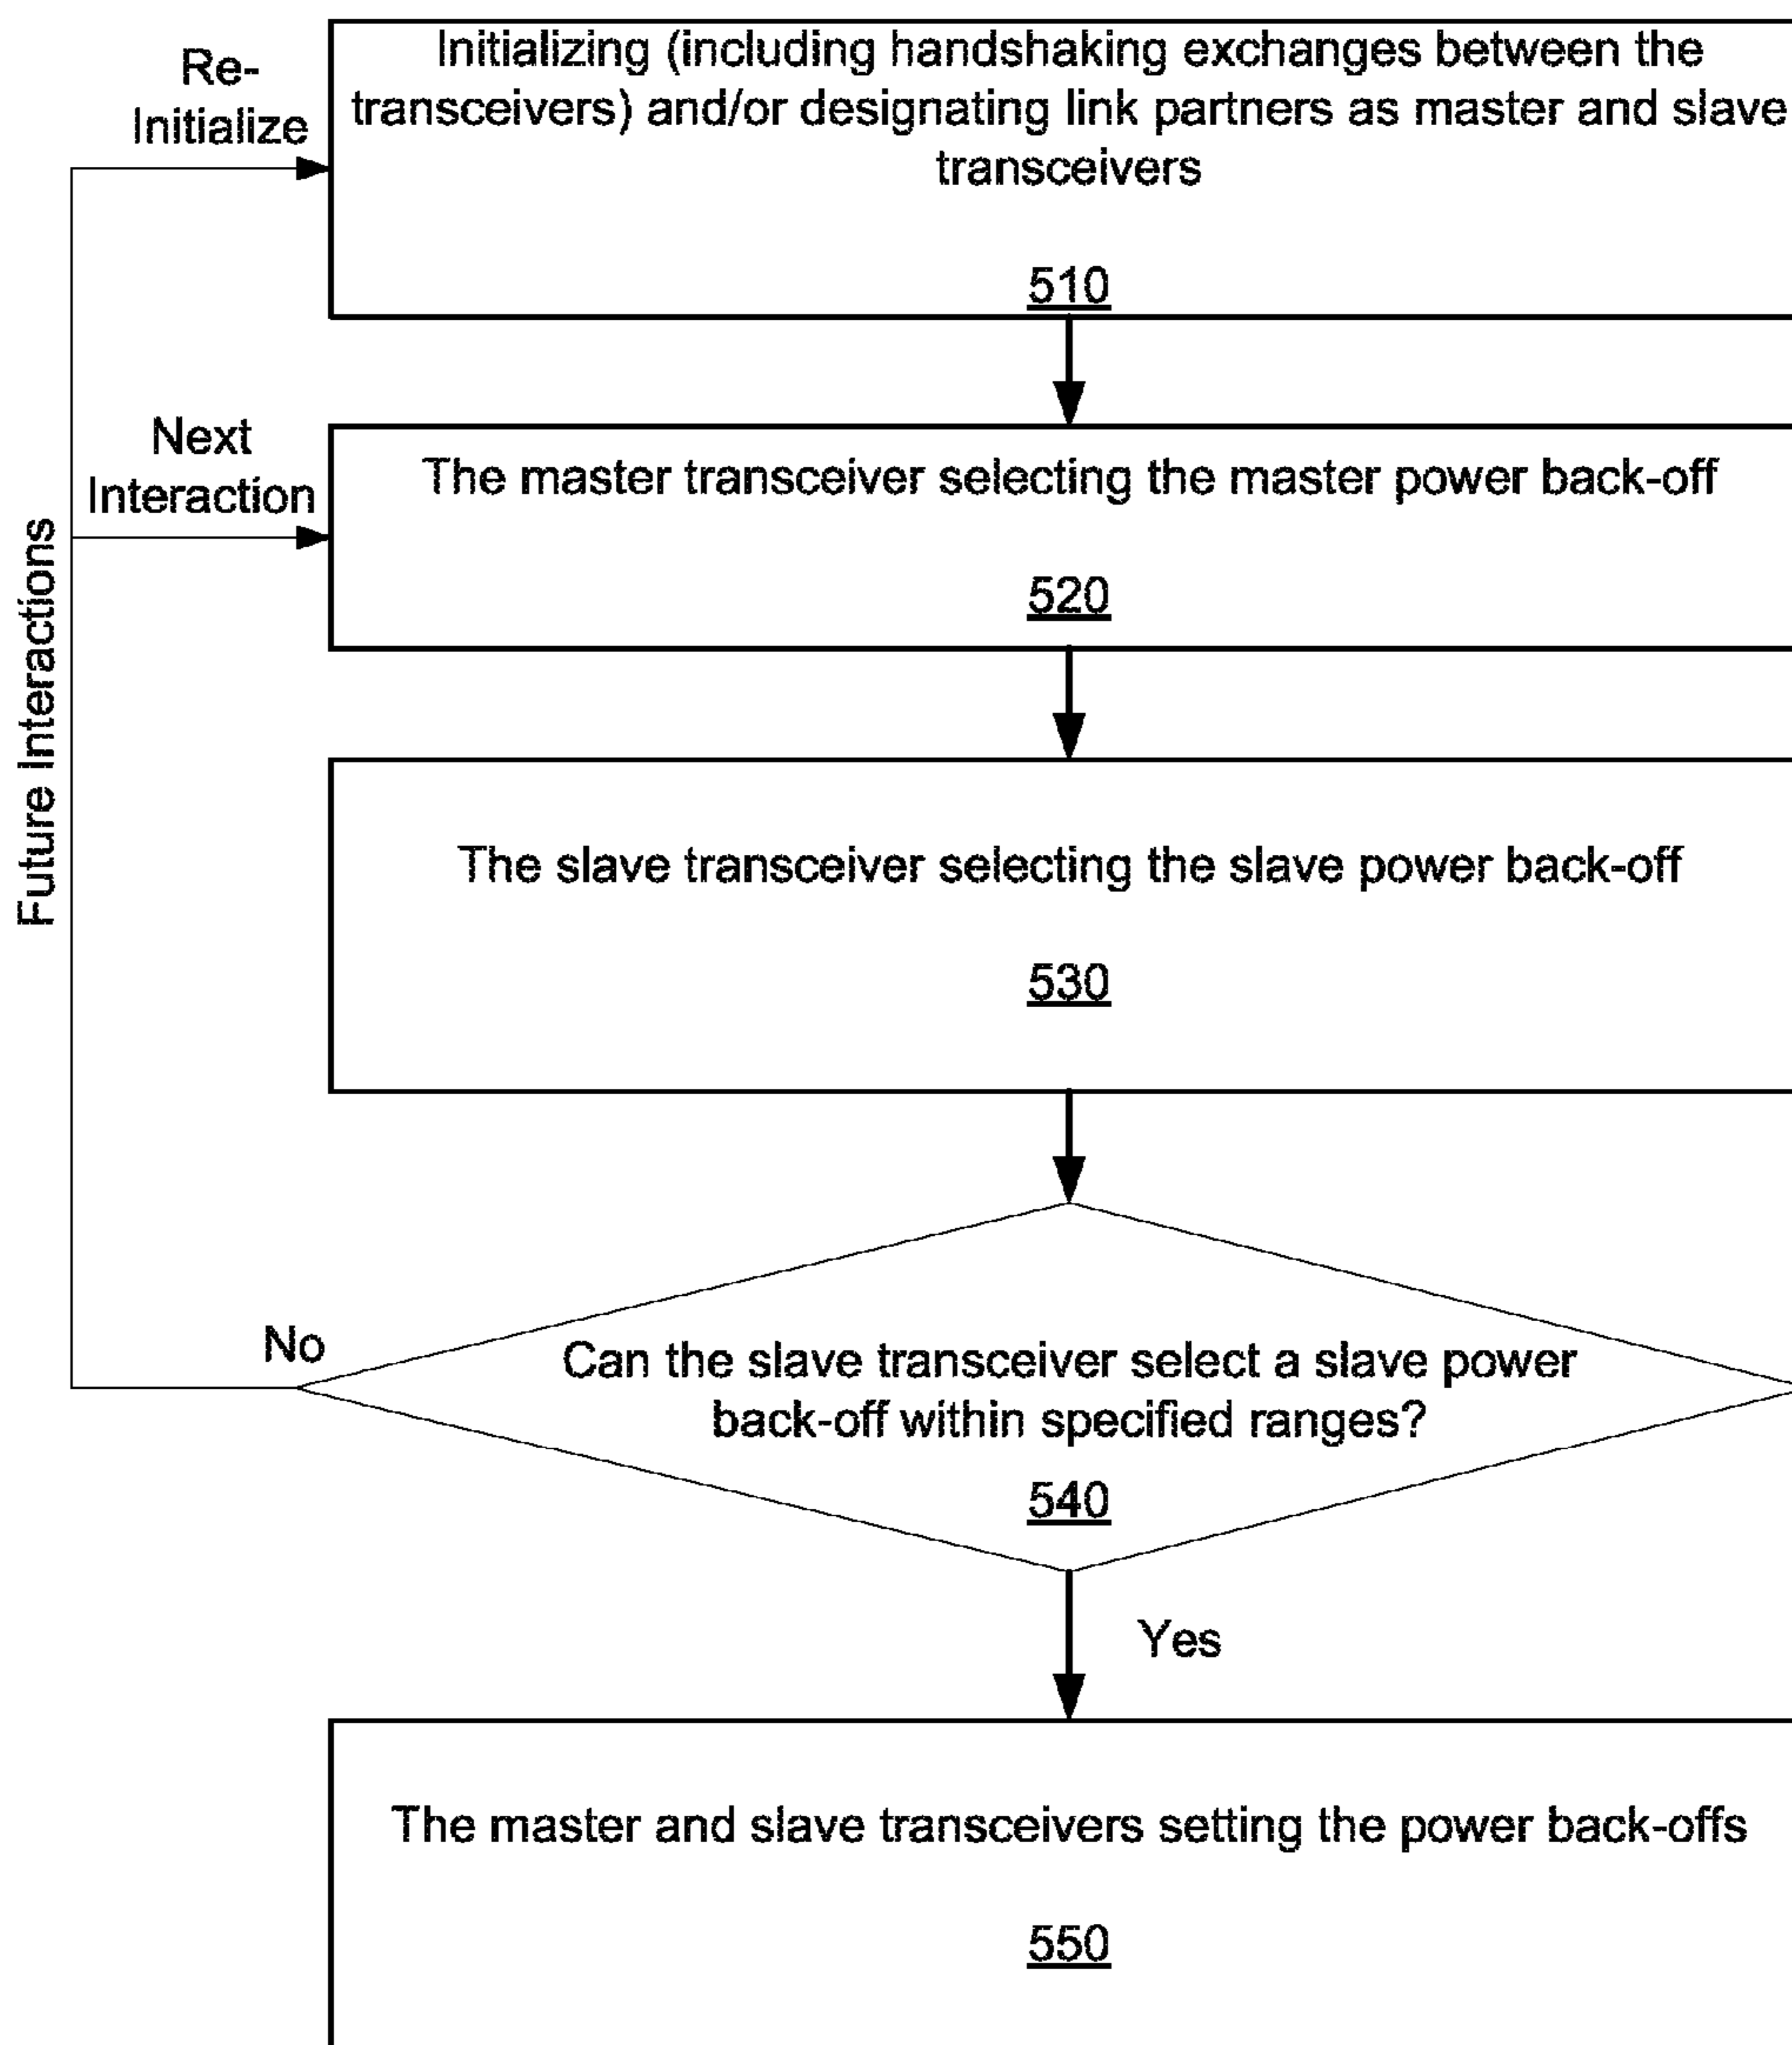 Re-
Initialize
Initializing (including handshaking exchanges between the
transceivers) and/or designating link partners as master and slave
transceivers
510
Next
Interaction
The master transceiver selecting the master power back-off
520
Future Interactions
The slave transceiver selecting the slave power back-off
530
No
Can the slave transceiver select a slave power
back-off within specified ranges?
540
Yes
The master and slave transceivers setting the power back-offs
550